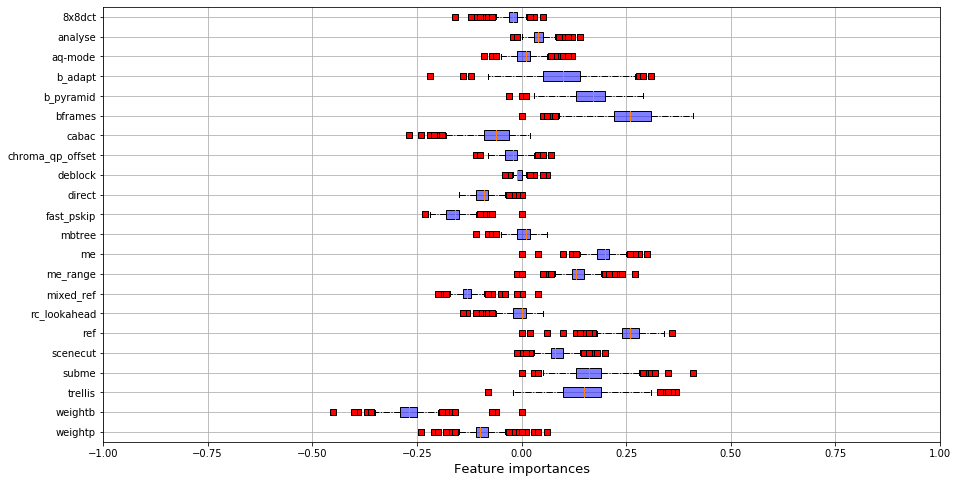 8x8dct
analyse
aq-mode
b_adapt
b_pyramid
bframes
cabac
chroma_qp_offset
deblock
direct
fast_pskip
mbtree
me
me_range
mixed_ref
rc_lookahead
ref
scenecut
subme
trellis
weightb
weightp
−1.00 −0.75 −0.50 −0.25 0.00 0.25 0.50 0.75 1.00
Feature importances